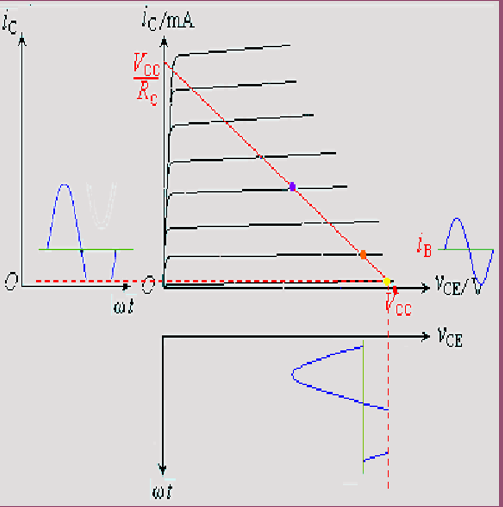 i_C
i_C/mA
V_CC
R_C
i_B
O
O
ωt
v_CE/V
V_CC
v_CE
ωt